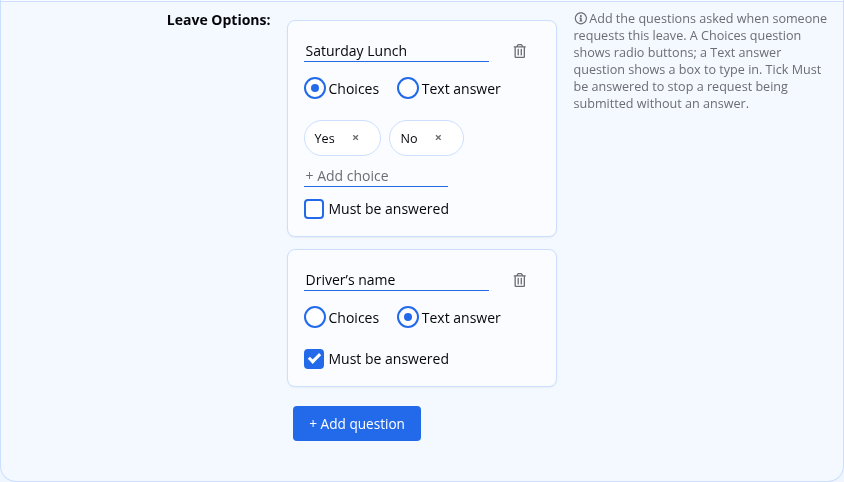 Leave Options:
Saturday Lunch
Choices
Text answer
Yes ×
No ×
+ Add choice
Must be answered
Driver's name
Choices
Text answer
Must be answered
+ Add question
Add the questions asked when someone
requests this leave. A Choices question
shows radio buttons; a Text answer
question shows a box to type in. Tick Must
be answered to stop a request being
submitted without an answer.